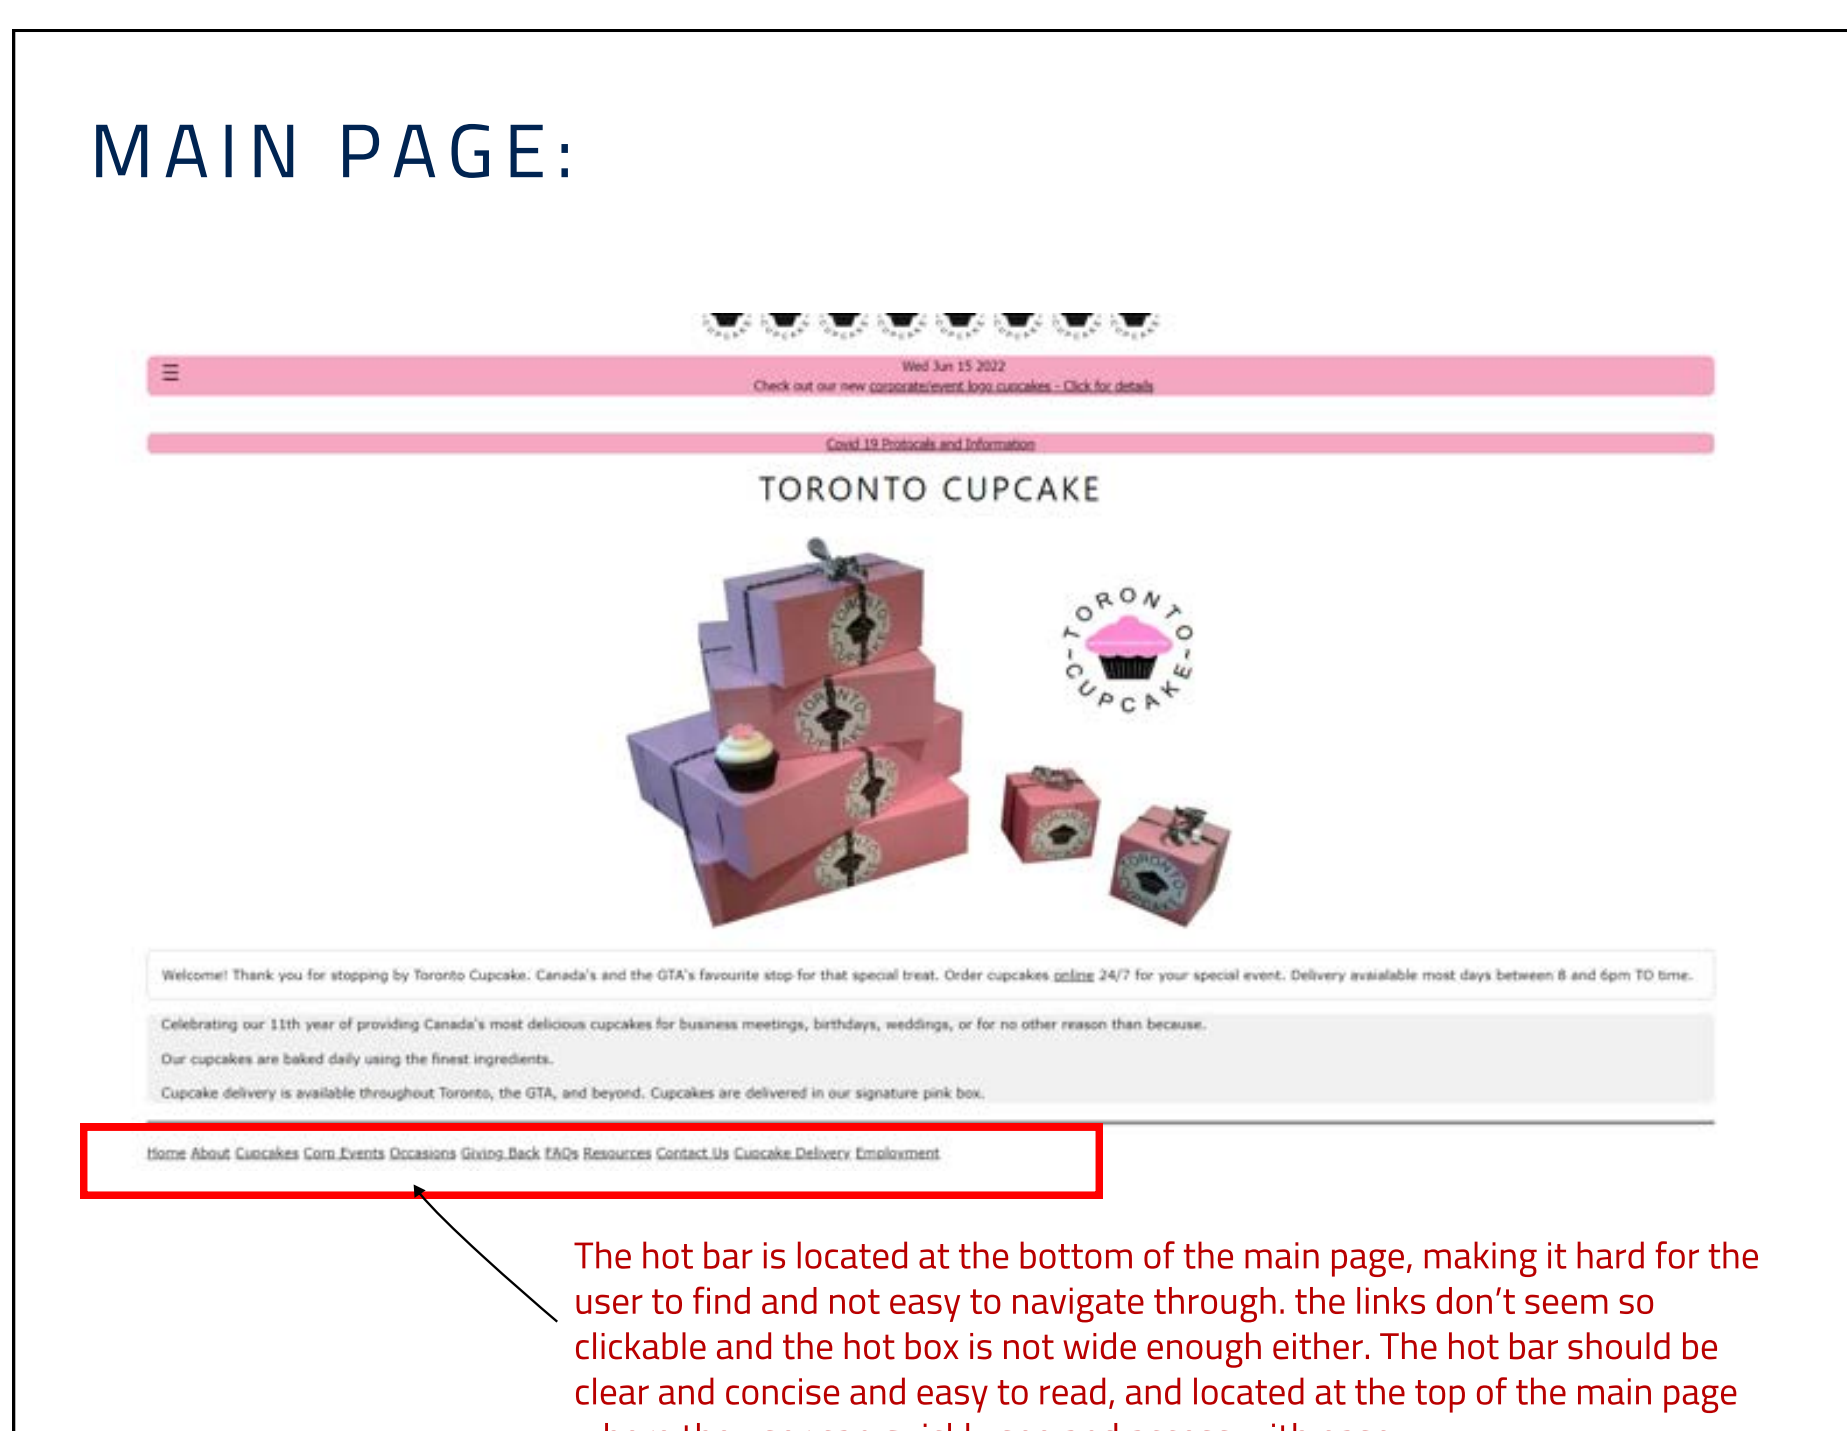 MAIN PAGE:
☰
Wed Jun 15 2022
Check out our new corporate/event logo cupcakes - Click for details
Covid 19 Protocals and Information
TORONTO CUPCAKE
TORONTO
CUPCAKE
Welcome! Thank you for stopping by Toronto Cupcake. Canada's and the GTA's favourite stop for that special treat. Order cupcakes online 24/7 for your special event. Delivery avaialable most days between 8 and 6pm TO time.
Celebrating our 11th year of providing Canada's most delicious cupcakes for business meetings, birthdays, weddings, or for no other reason than because.
Our cupcakes are baked daily using the finest ingredients.
Cupcake delivery is available throughout Toronto, the GTA, and beyond. Cupcakes are delivered in our signature pink box.
Home About Cupcakes Corp Events Occasions Giving Back FAQs Resources Contact Us Cupcake Delivery Employment
The hot bar is located at the bottom of the main page, making it hard for the
user to find and not easy to navigate through. the links don't seem so
clickable and the hot box is not wide enough either. The hot bar should be
clear and concise and easy to read, and located at the top of the main page